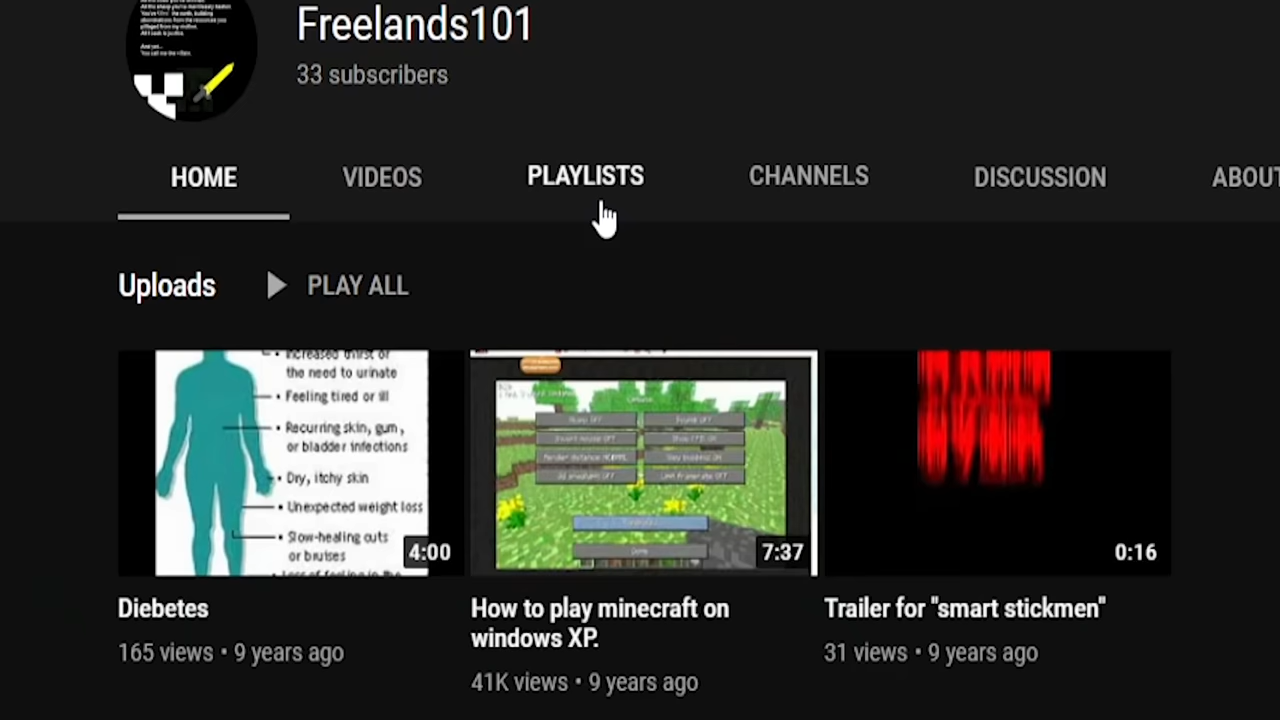 Freelands101
33 subscribers
HOME VIDEOS PLAYLISTS CHANNELS DISCUSSION ABOUT
Uploads PLAY ALL
Increased thirst or
the need to urinate
Feeling tired or ill
Recurring skin, gum,
or bladder infections
Dry, itchy skin
Unexpected weight loss
Slow-healing cuts
or bruises
4:00
7:37
0:16
Diebetes
165 views • 9 years ago
How to play minecraft on
windows XP.
41K views • 9 years ago
Trailer for "smart stickmen"
31 views • 9 years ago